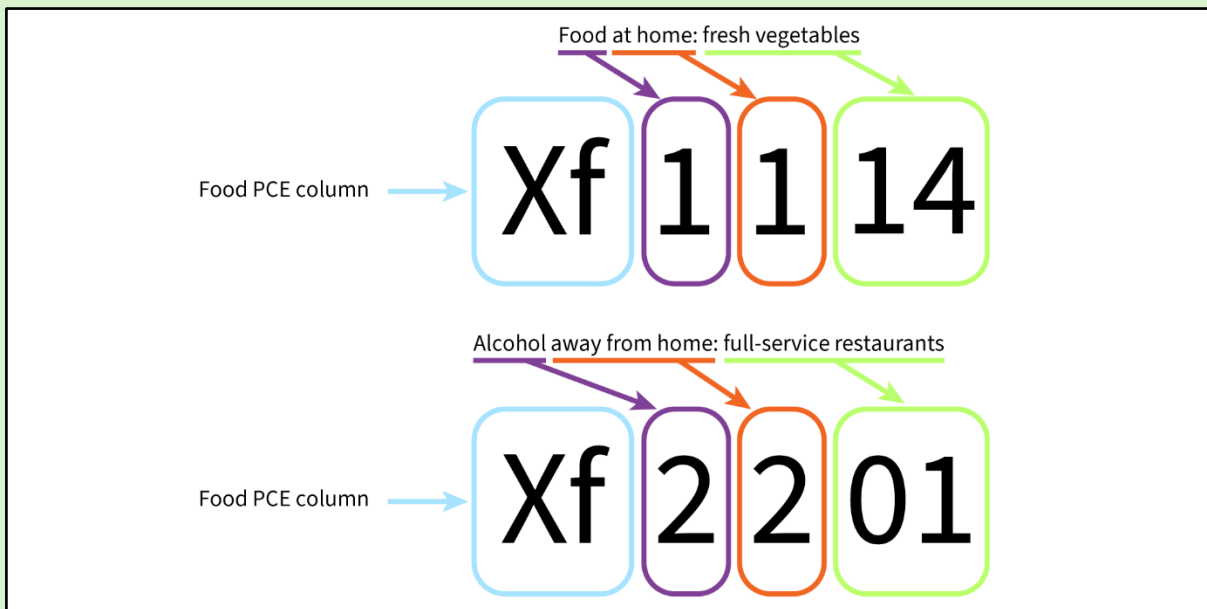 Food at home: fresh vegetables
Food PCE column
Xf 1 1 14
Alcohol away from home: full-service restaurants
Food PCE column
Xf 2 2 01